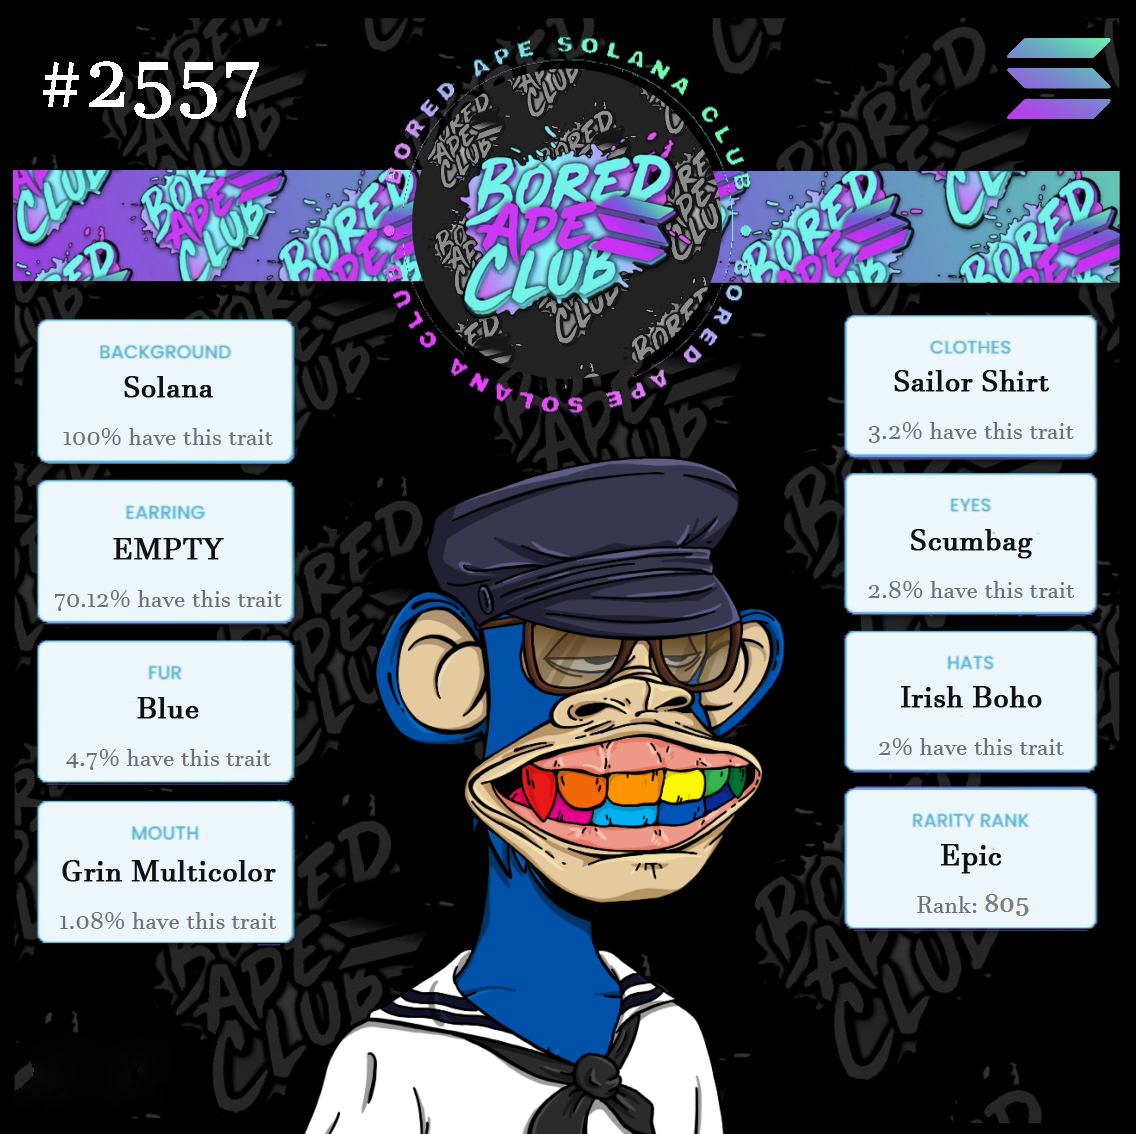 #2557
BORED APE SOLANA CLUB
BORED APE SOLANA CLUB
BORED
APE
CLUB
BACKGROUND
Solana
100% have this trait
EARRING
EMPTY
70.12% have this trait
FUR
Blue
4.7% have this trait
MOUTH
Grin Multicolor
1.08% have this trait
CLOTHES
Sailor Shirt
3.2% have this trait
EYES
Scumbag
2.8% have this trait
HATS
Irish Boho
2% have this trait
RARITY RANK
Epic
Rank: 805